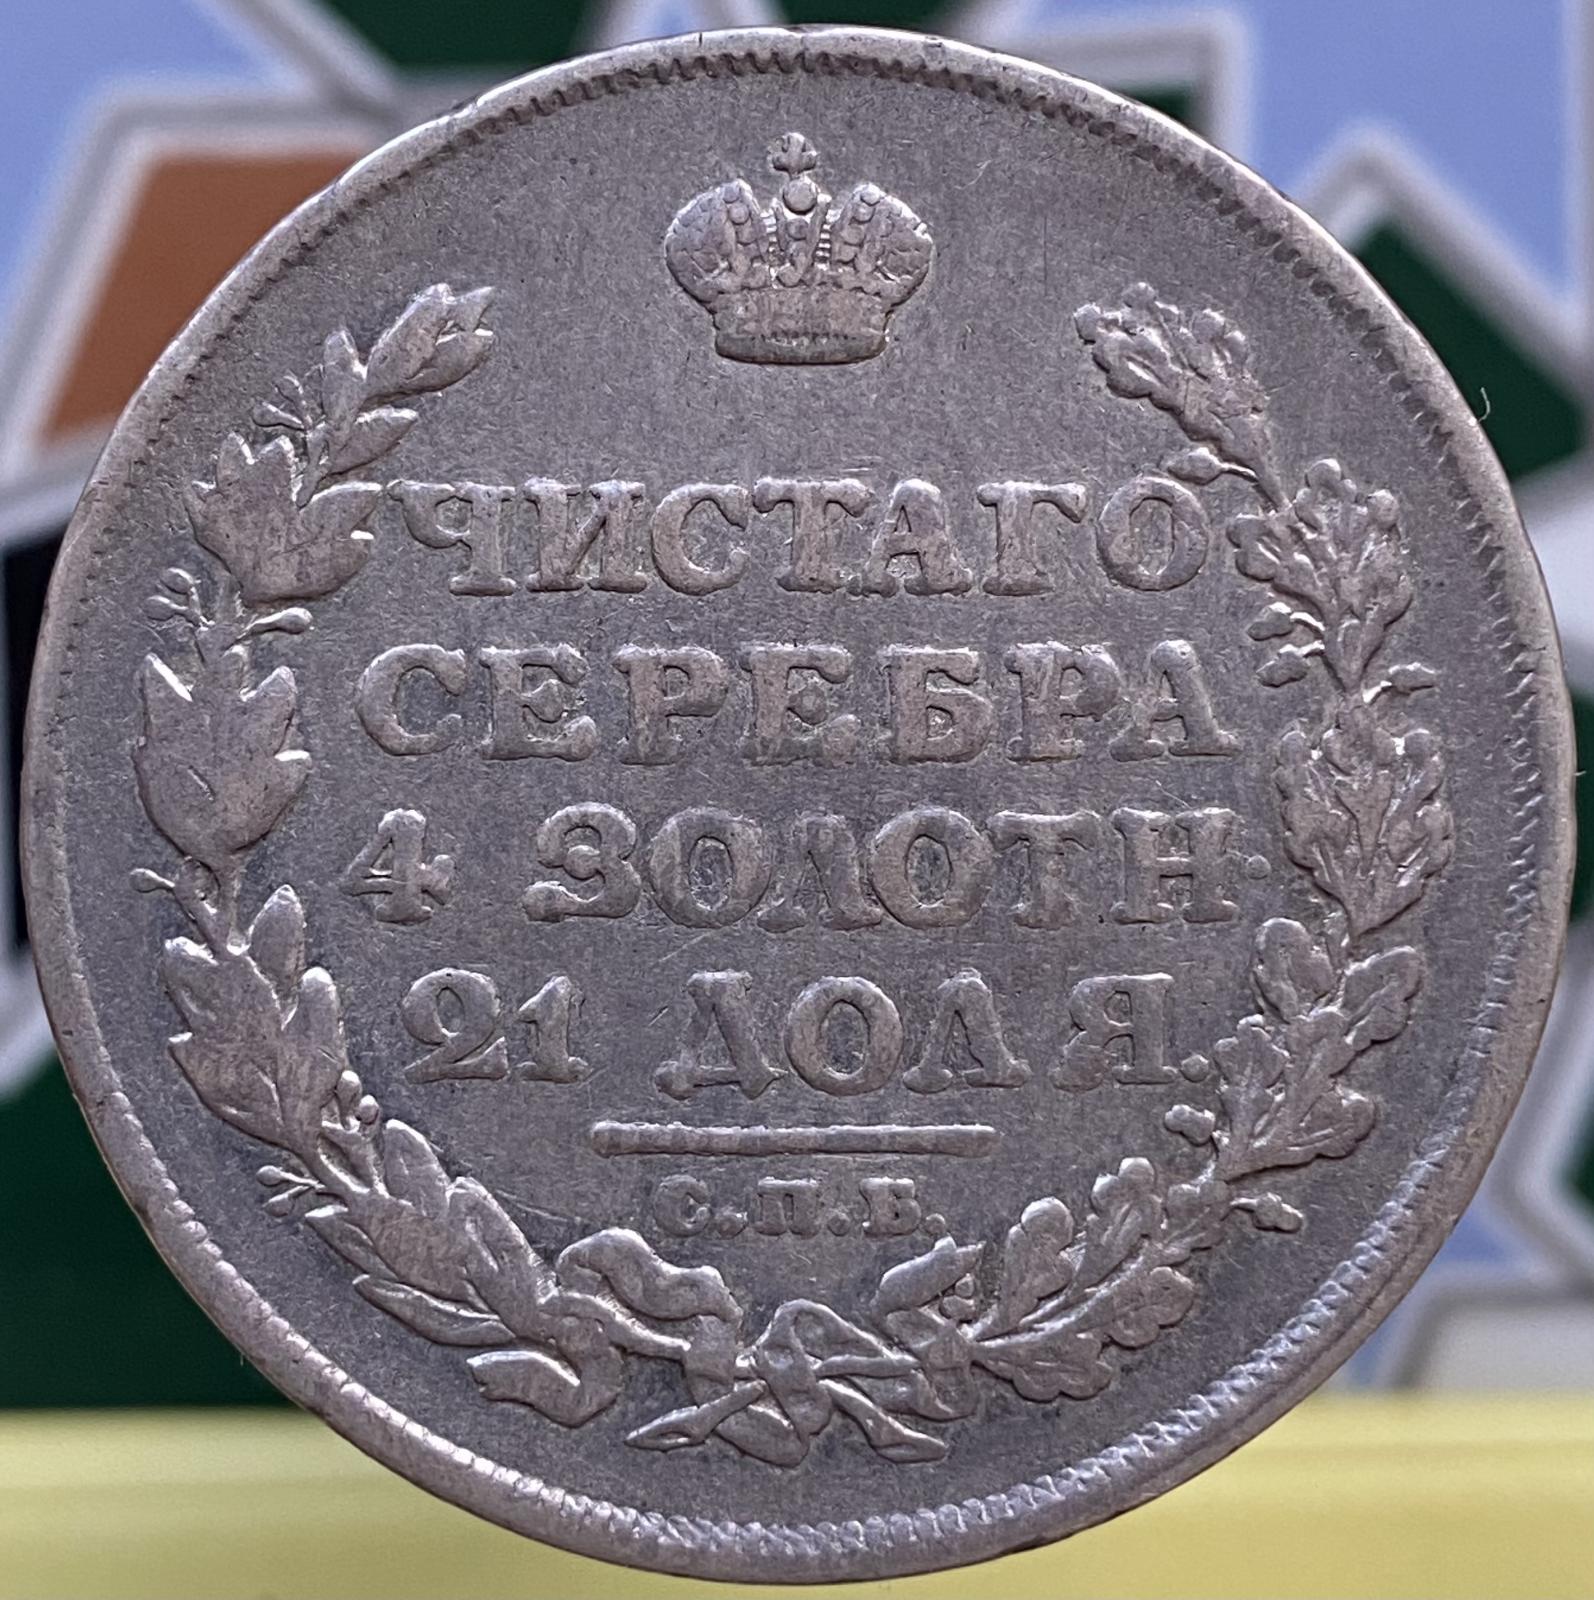 ЧИСТАГО
СЕРЕБРА
4 ЗОЛОТН·
21 ДОЛЯ.
С.П.Б.